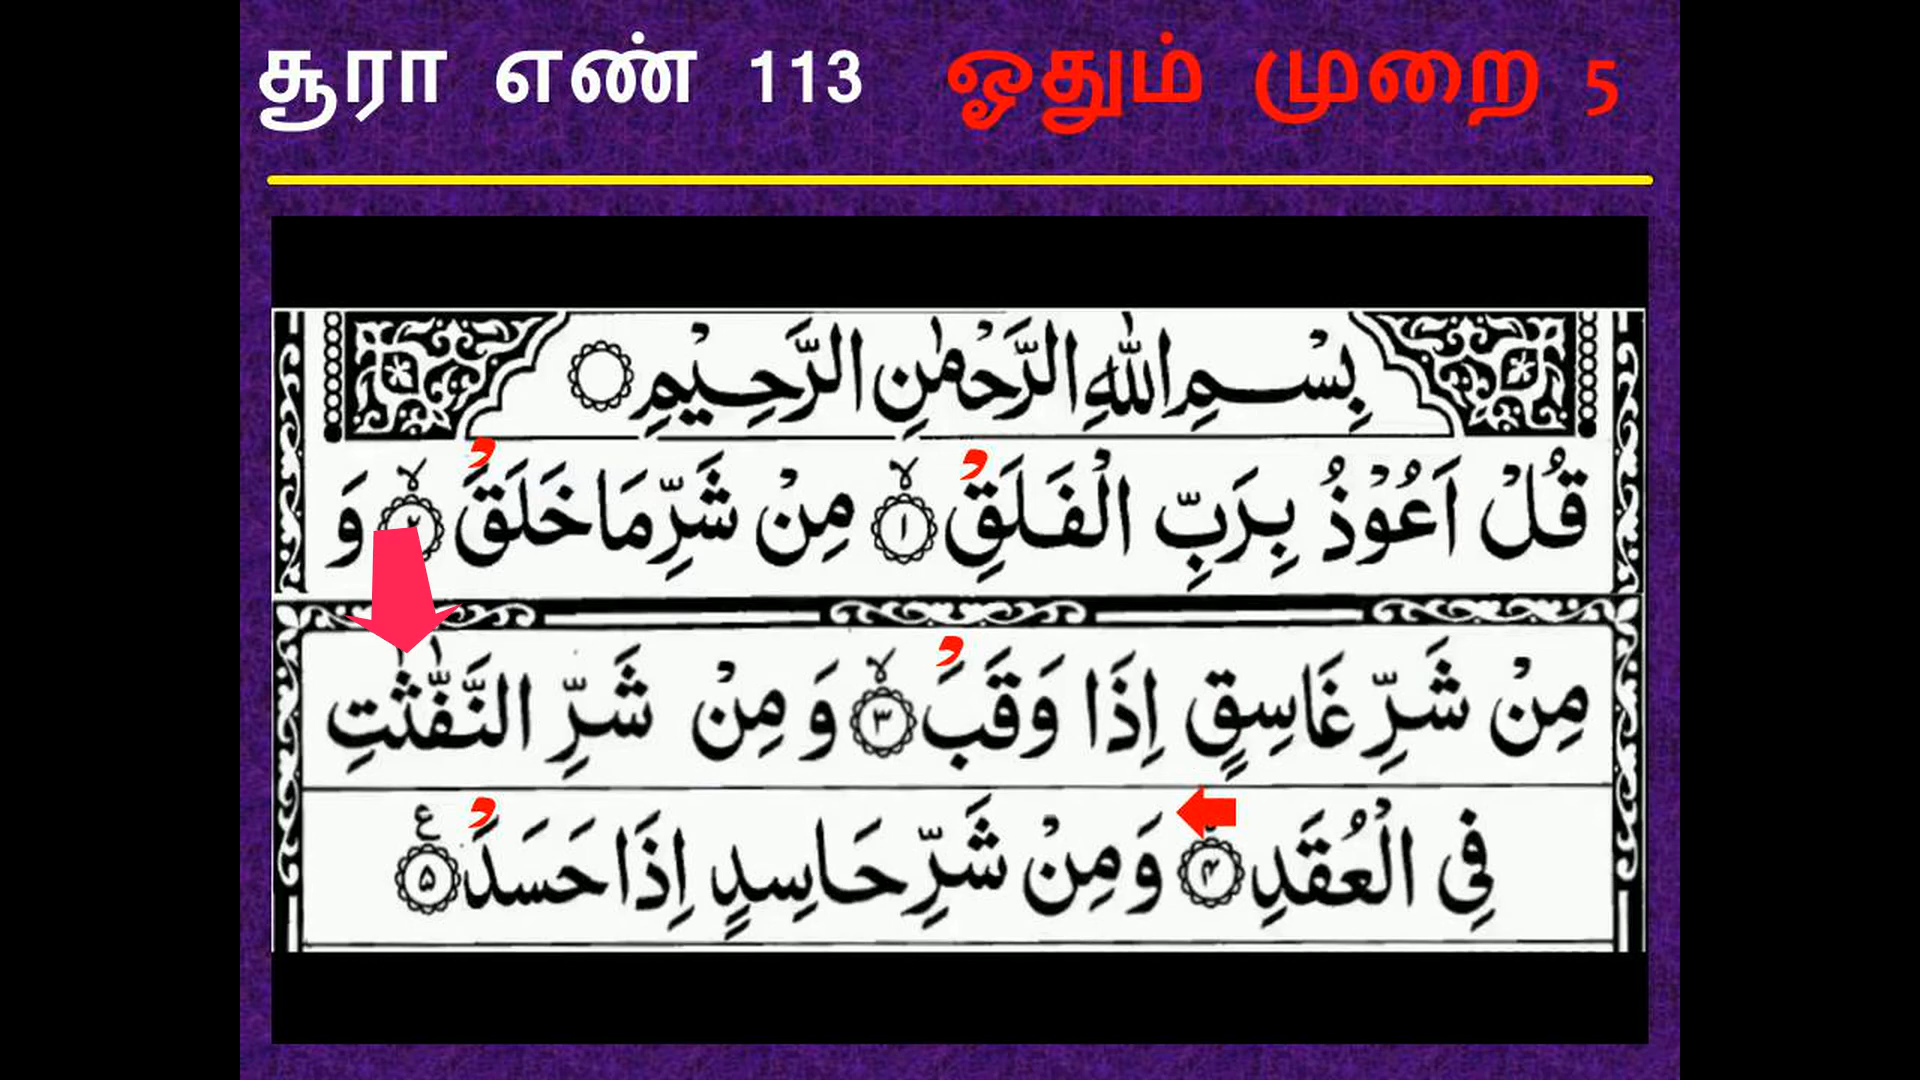 சூரா எண் 113 ஓதும் முறை 5
بِسْمِ اللّٰهِ الرَّحْمٰنِ الرَّحِيْمِ ۝
قُلْ اَعُوْذُ بِرَبِّ الْفَلَقِۙ ۝١ مِنْ شَرِّ مَا خَلَقَۙ ۝٢ وَ
مِنْ شَرِّ غَاسِقٍ اِذَا وَقَبَۙ ۝٣ وَ مِنْ شَرِّ النَّفّٰثٰتِ
فِى الْعُقَدِ ۝٤ وَ مِنْ شَرِّ حَاسِدٍ اِذَا حَسَدَ ۝٥ ع